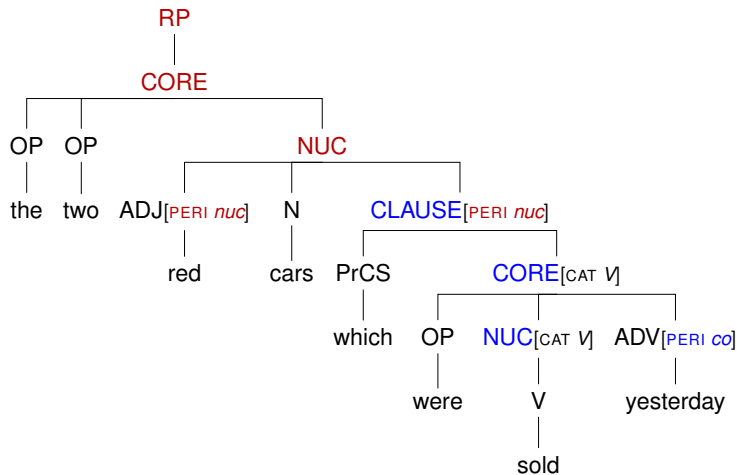 RP
CORE
OP OP NUC
the two ADJ[PERI nuc] N CLAUSE[PERI nuc]
red cars PrCS CORE[CAT V]
which OP NUC[CAT V] ADV[PERI co]
were V yesterday
sold